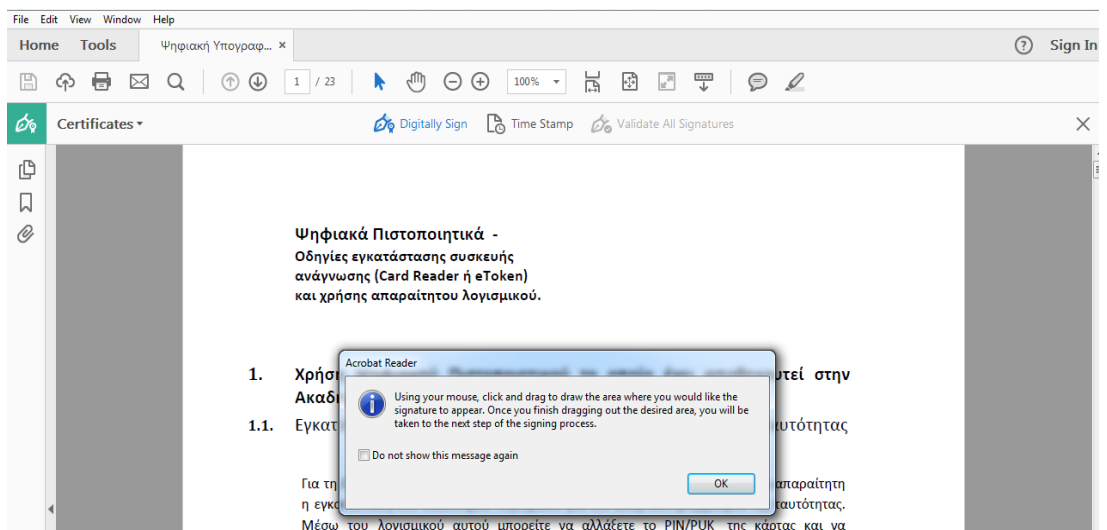 File Edit View Window Help
Home Tools Ψηφιακή Υπογραφ... × ? Sign In
1 / 23 100%
Certificates Digitally Sign Time Stamp Validate All Signatures
Ψηφιακά Πιστοποιητικά -
Οδηγίες εγκατάστασης συσκευής
ανάγνωσης (Card Reader ή eToken)
και χρήσης απαραίτητου λογισμικού.
Acrobat Reader
1. Χρήσ υτεί στην
Ακαδ
1.1. Εγκατ αυτότητας
Using your mouse, click and drag to draw the area where you would like the
signature to appear. Once you finish dragging out the desired area, you will be
taken to the next step of the signing process.
Do not show this message again
OK
Για τη απαραίτητη
η εγκ ταυτότητας.
Μέσω του λογισμικού αυτού μπορείτε να αλλάξετε το PIN/PUK της κάρτας και να